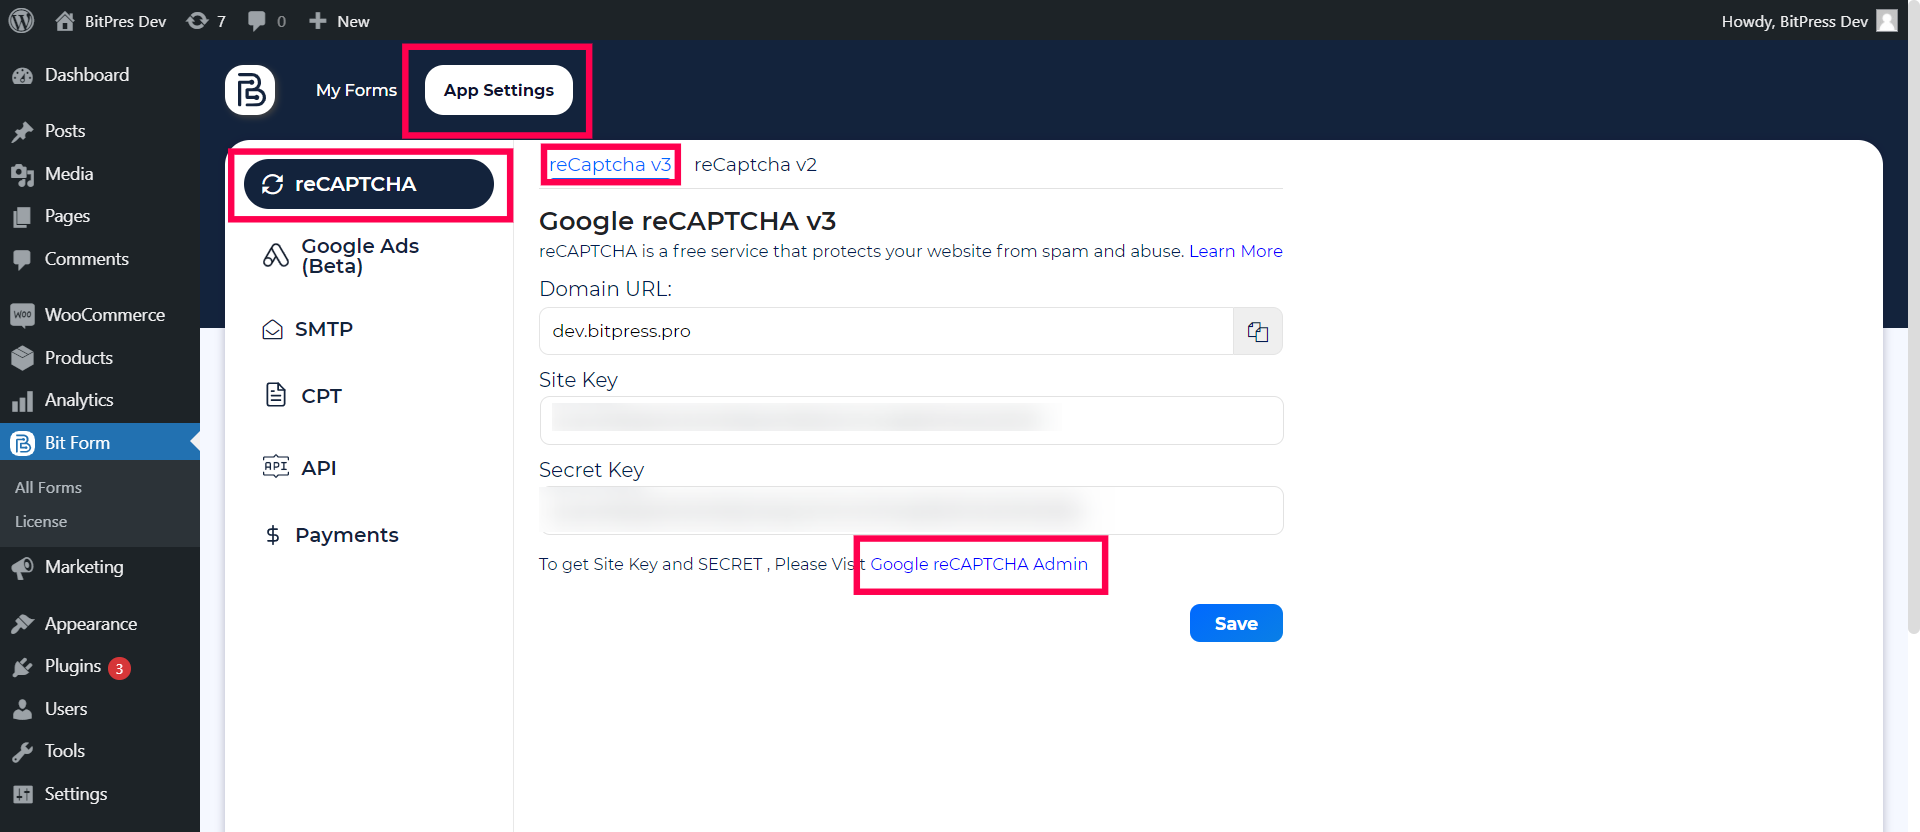 BitPres Dev 7 0 New Howdy, BitPress Dev
Dashboard
Posts
Media
Pages
Comments
WOO WooCommerce
Products
Analytics
Bit Form
All Forms
License
Marketing
Appearance
Plugins 3
Users
Tools
Settings
My Forms App Settings
reCAPTCHA
Google Ads
(Beta)
SMTP
CPT
API API
$ Payments
reCaptcha v3 reCaptcha v2
Google reCAPTCHA v3
reCAPTCHA is a free service that protects your website from spam and abuse. Learn More
Domain URL:
dev.bitpress.pro
Site Key
Secret Key
To get Site Key and SECRET , Please Visit Google reCAPTCHA Admin
Save